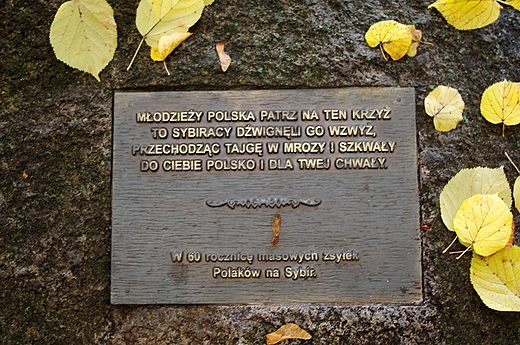 MŁODZIEŻY POLSKA PATRZ NA TEN KRZYŻ
TO SYBIRACY DŹWIGNĘLI GO WZWYŻ,
PRZECHODZĄC TAJGĘ W MROZY I SZKWAŁY
DO CIEBIE POLSKO I DLA TWEJ CHWAŁY.
W 60 rocznicę masowych zsyłek
Polaków na Sybir.